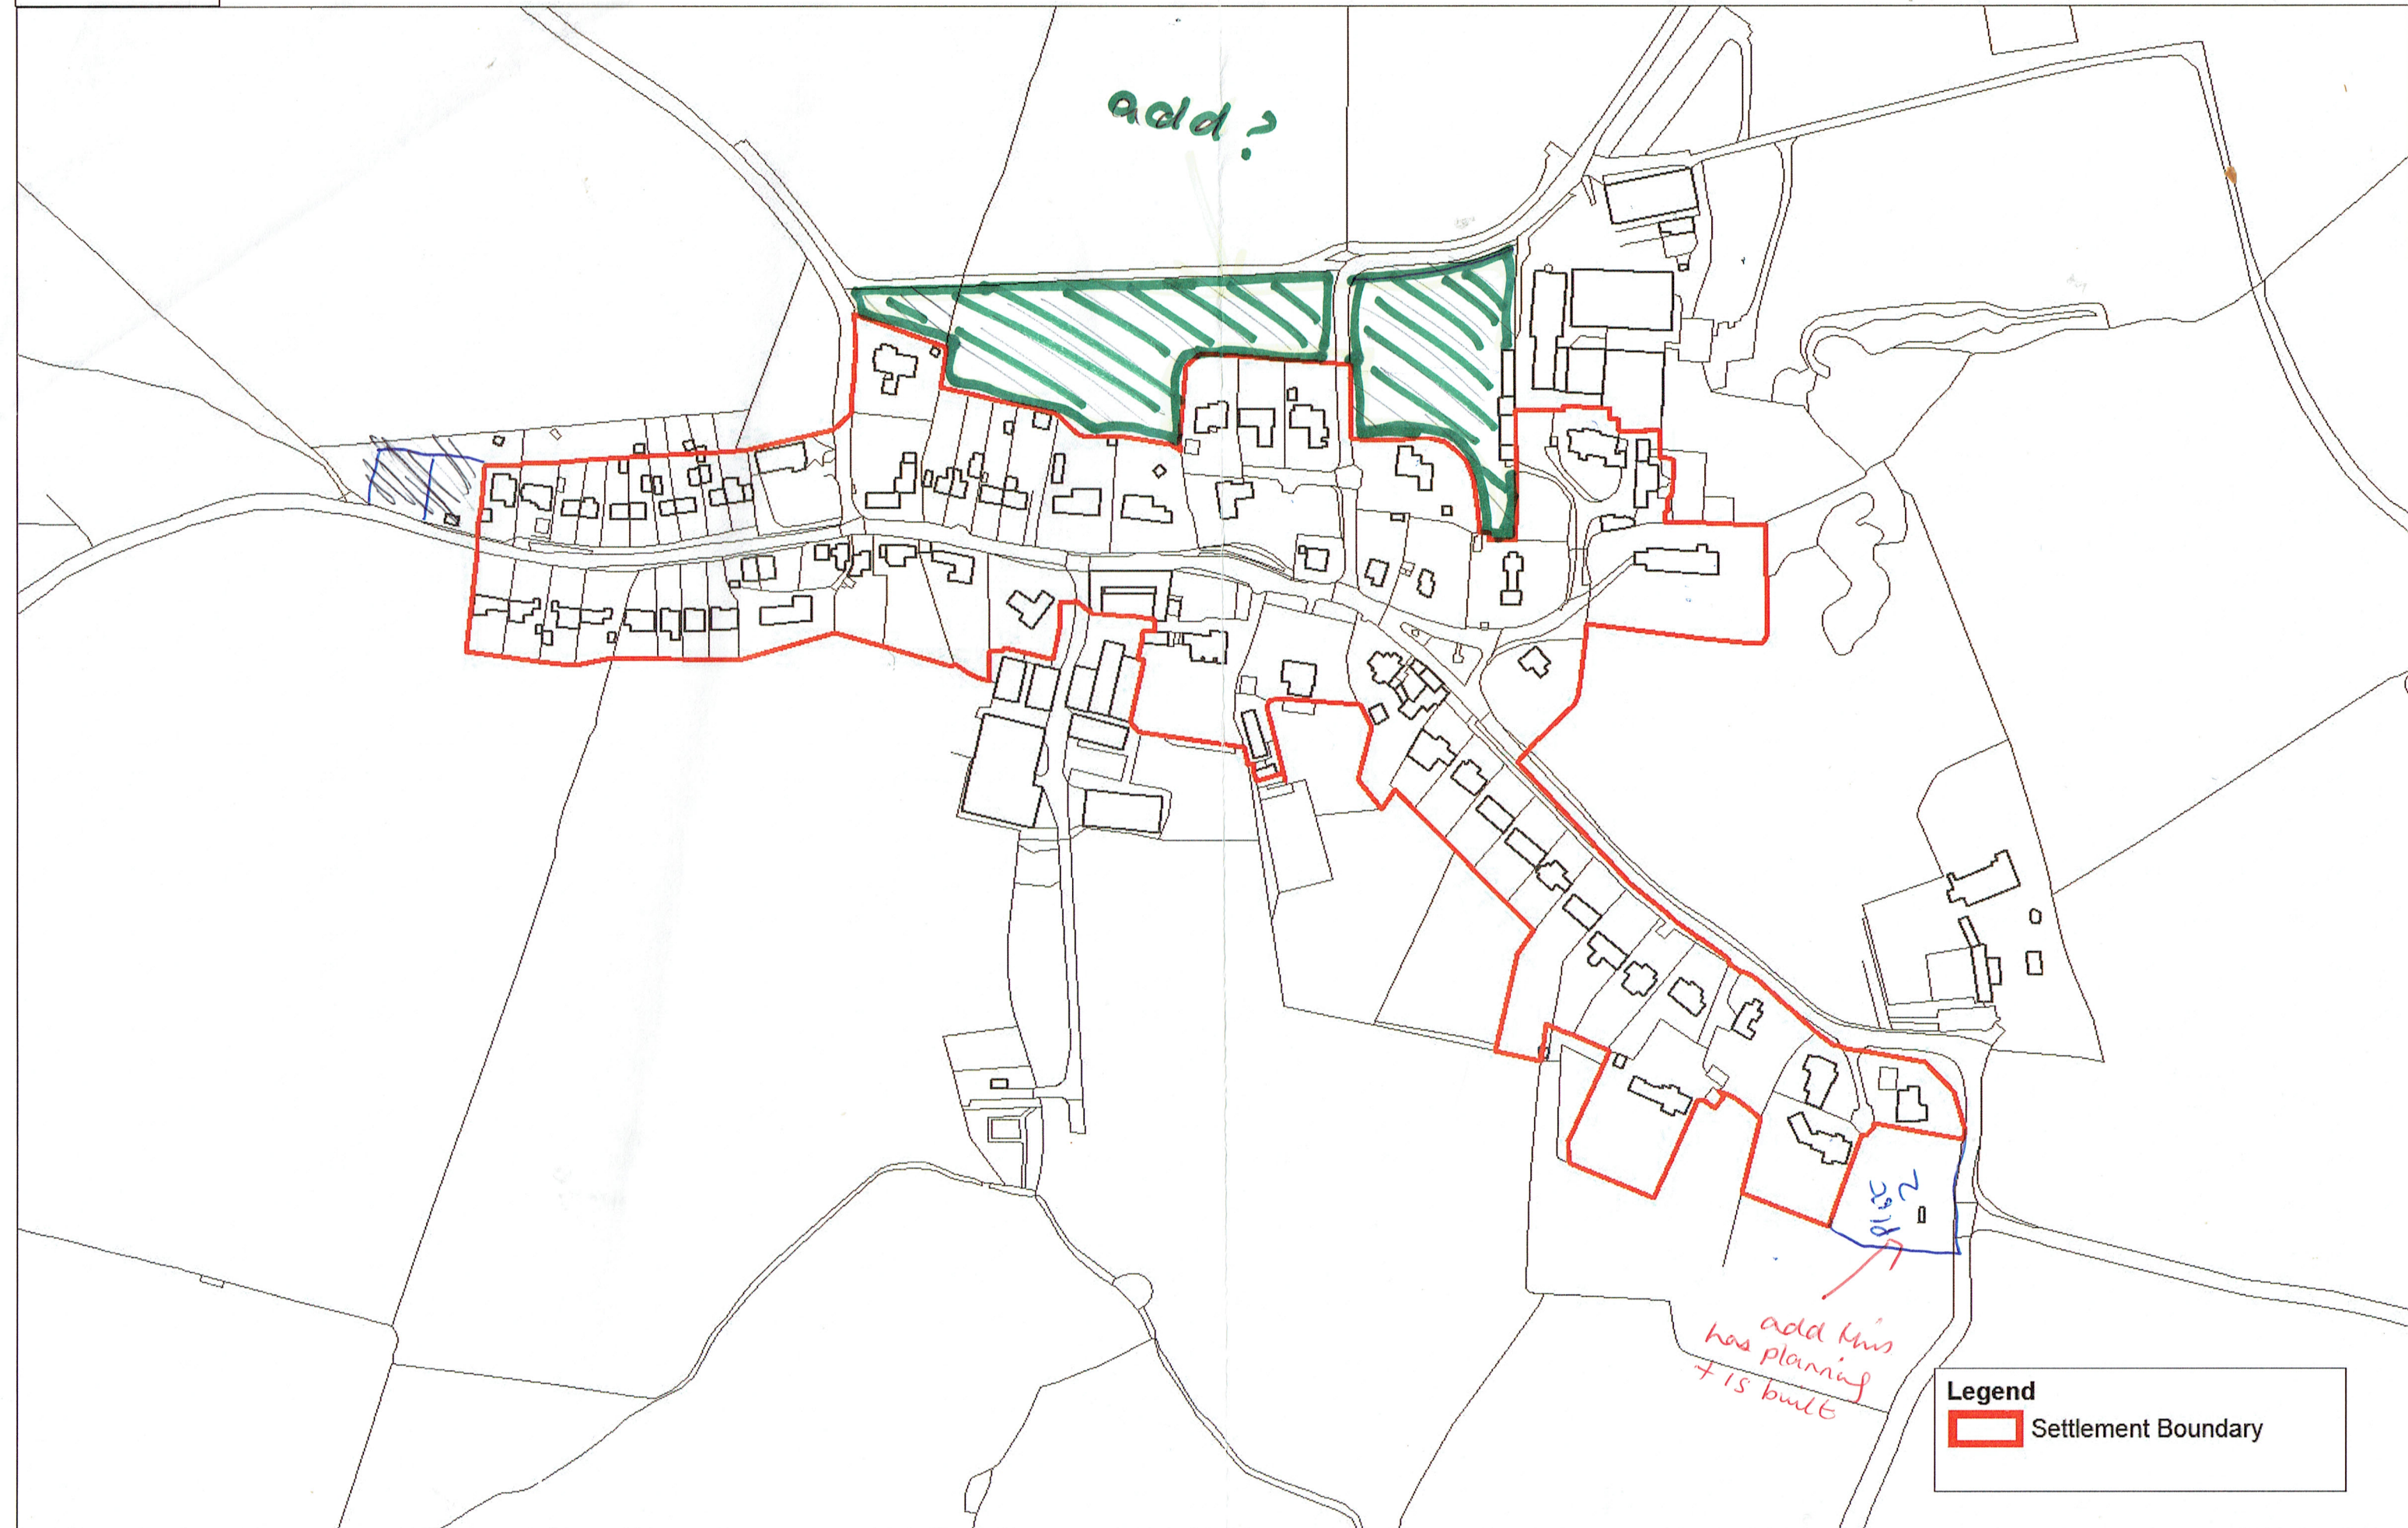 add?
plot
2
add this
has planning
+ is built
Legend
Settlement Boundary